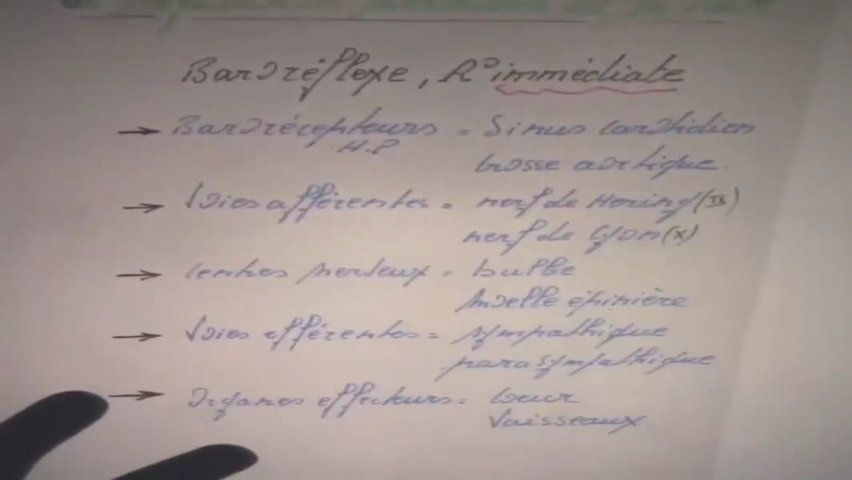 Baroréflexe, R° immédiate
→ Barorécepteurs = Sinus carotidien
H.P
Crosse aortique.
→ Voies afférentes = nerf de Hering (IX)
nerf de Cyon (X)
→ Centres nerveux = bulbe
Moelle épinière
→ Voies efférentes = sympathique
parasympathique
→ Organes effecteurs = Coeur
Vaisseaux.